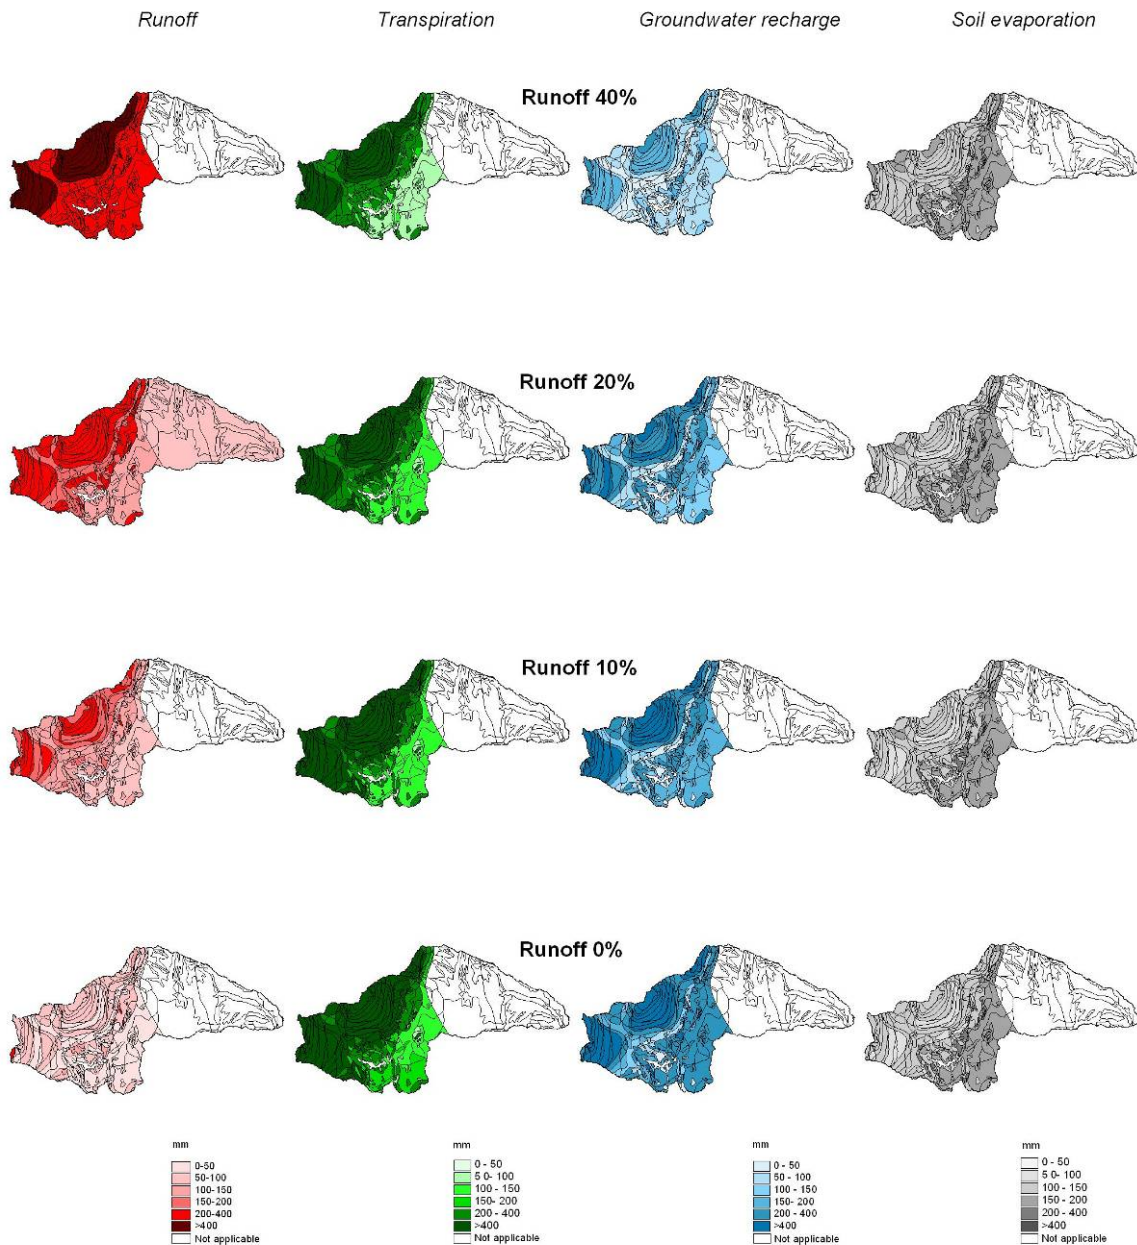 Runoff
Transpiration
Groundwater recharge
Soil evaporation
Runoff 40%
Runoff 20%
Runoff 10%
Runoff 0%
mm
0-50
50-100
100-150
150-200
200-400
>400
Not applicable
mm
0 - 50
5 0- 100
100 - 150
150- 200
200 - 400
>400
Not applicable
mm
0 - 50
50 - 100
100 - 150
150- 200
200 - 400
>400
Not applicable
mm
0 - 50
5 0- 100
100 - 150
150 - 200
200 - 400
>400
Not applicable